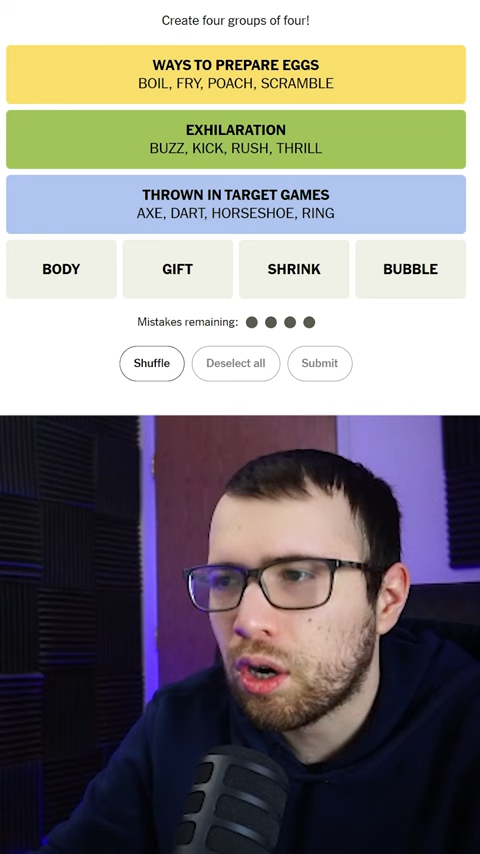 Create four groups of four!
WAYS TO PREPARE EGGS
BOIL, FRY, POACH, SCRAMBLE
EXHILARATION
BUZZ, KICK, RUSH, THRILL
THROWN IN TARGET GAMES
AXE, DART, HORSESHOE, RING
BODY GIFT SHRINK BUBBLE
Mistakes remaining:
Shuffle Deselect all Submit